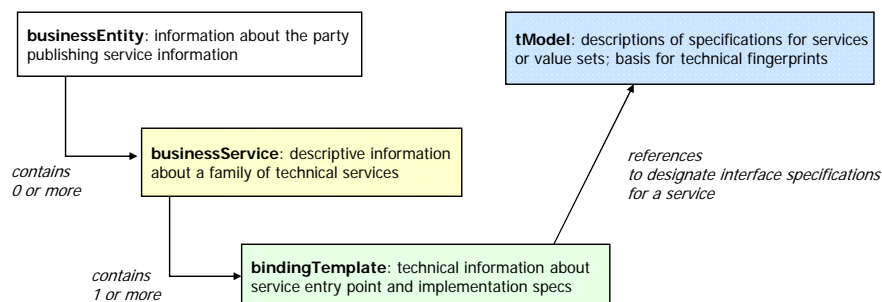 businessEntity: information about the party
publishing service information
tModel: descriptions of specifications for services
or value sets; basis for technical fingerprints
businessService: descriptive information
about a family of technical services
contains
0 or more
references
to designate interface specifications
for a service
bindingTemplate: technical information about
service entry point and implementation specs
contains
1 or more